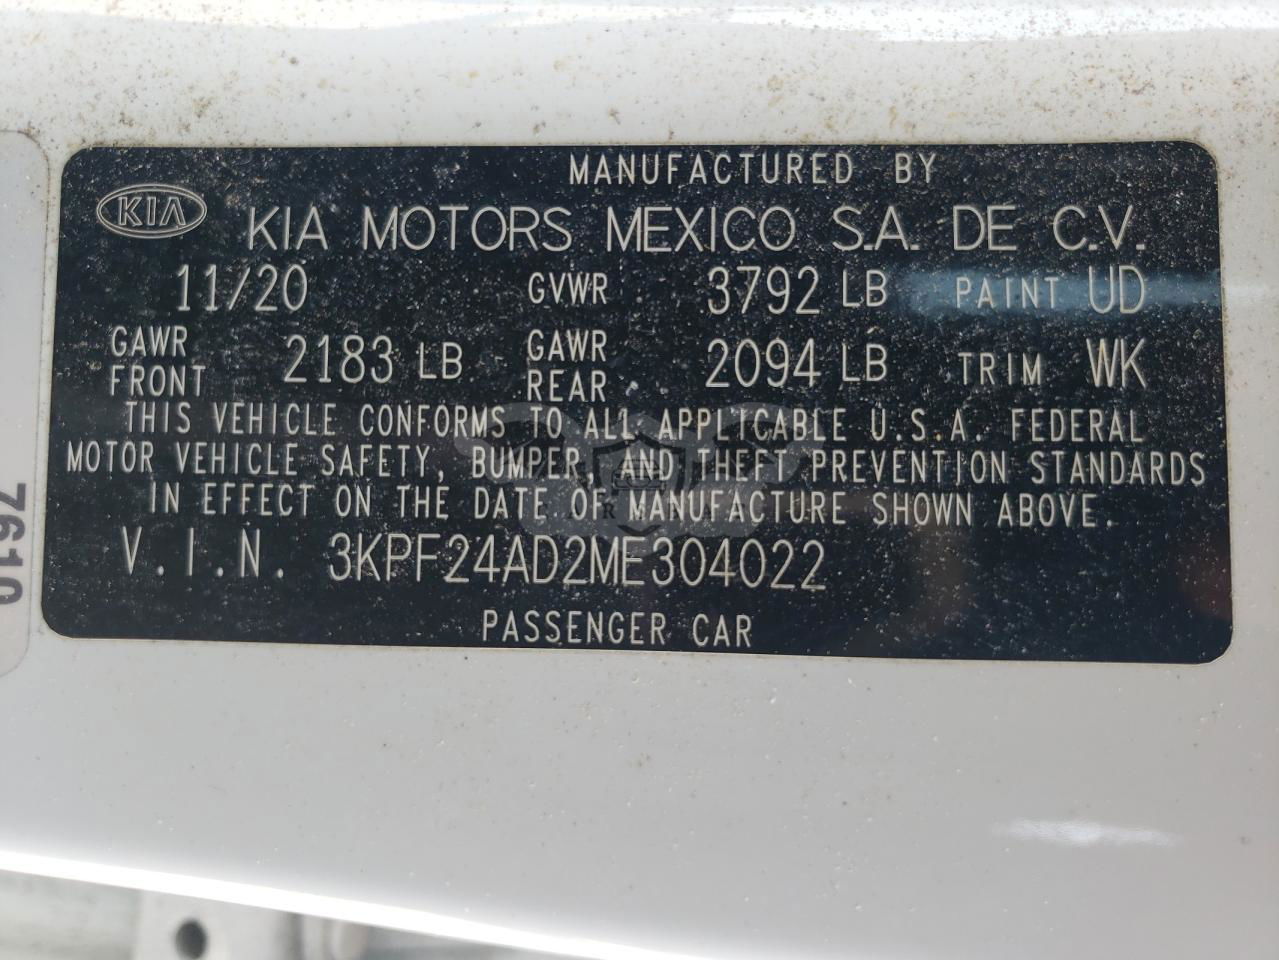 MANUFACTURED BY
KIA KIA MOTORS MEXICO S.A. DE C.V.
11/20 GVWR 3792 LB PAINT UD
GAWR FRONT 2183 LB GAWR REAR 2094 LB TRIM WK
THIS VEHICLE CONFORMS TO ALL APPLICABLE U.S.A. FEDERAL
MOTOR VEHICLE SAFETY, BUMPER, AND THEFT PREVENTION STANDARDS
IN EFFECT ON THE DATE OF MANUFACTURE SHOWN ABOVE.
V.I.N. 3KPF24AD2ME304022
PASSENGER CAR